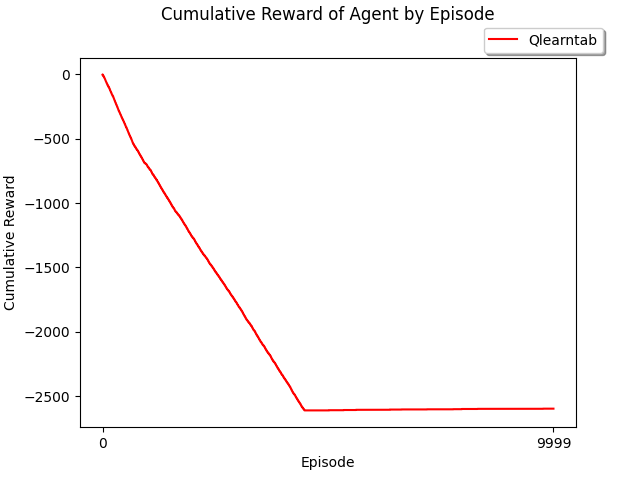 Cumulative Reward of Agent by Episode
Qlearntab
0
−500
−1000
−1500
−2000
−2500
Cumulative Reward
0
9999
Episode